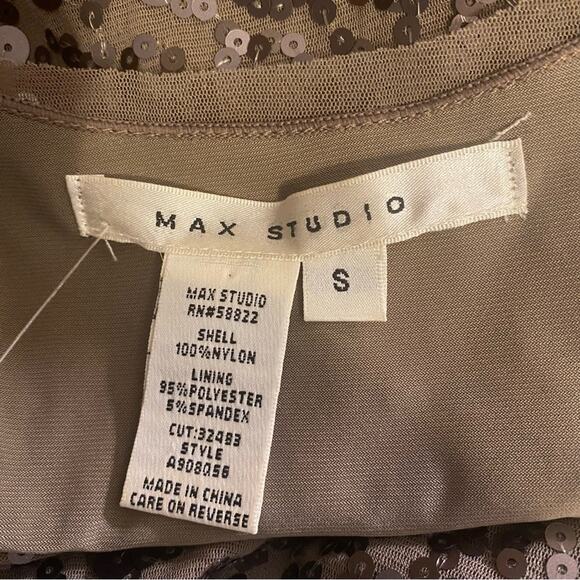 MAX STUDIO
S
MAX STUDIO
RN#58822
SHELL
100%NYLON
LINING
95%POLYESTER
5%SPANDEX
CUT:32483
STYLE
A908056
MADE IN CHINA
CARE ON REVERSE